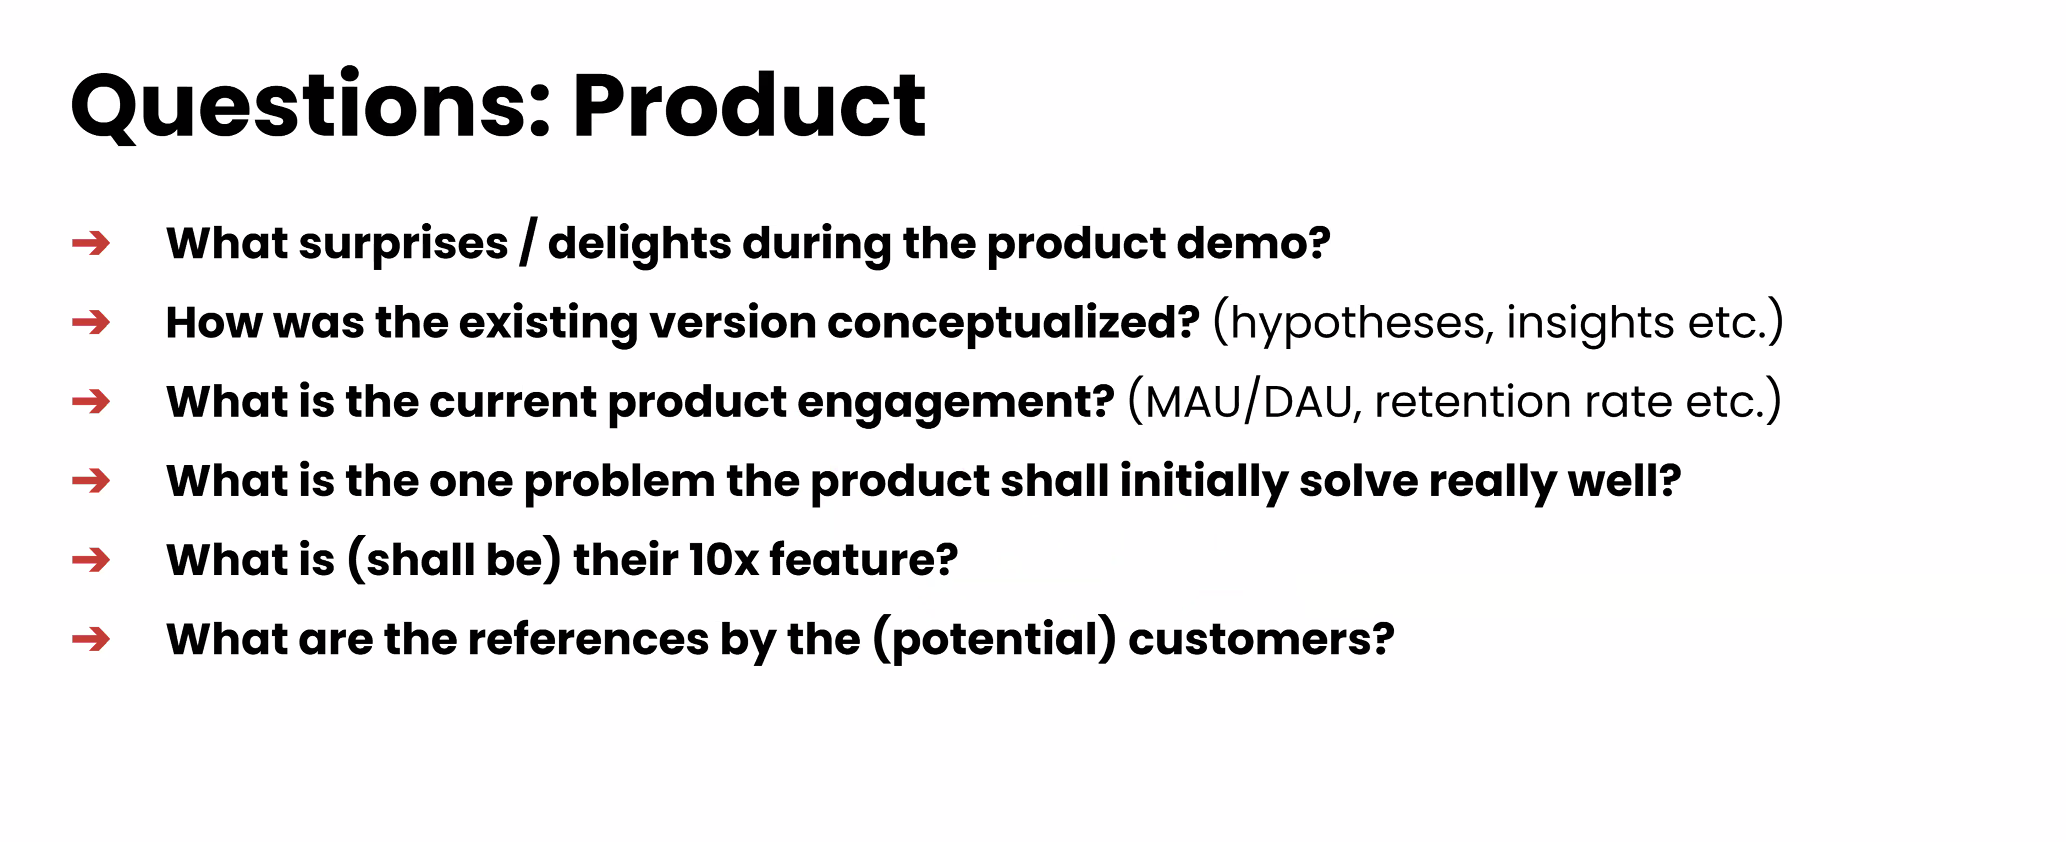 Questions: Product
➔ What surprises / delights during the product demo?
➔ How was the existing version conceptualized? (hypotheses, insights etc.)
➔ What is the current product engagement? (MAU/DAU, retention rate etc.)
➔ What is the one problem the product shall initially solve really well?
➔ What is (shall be) their 10x feature?
➔ What are the references by the (potential) customers?